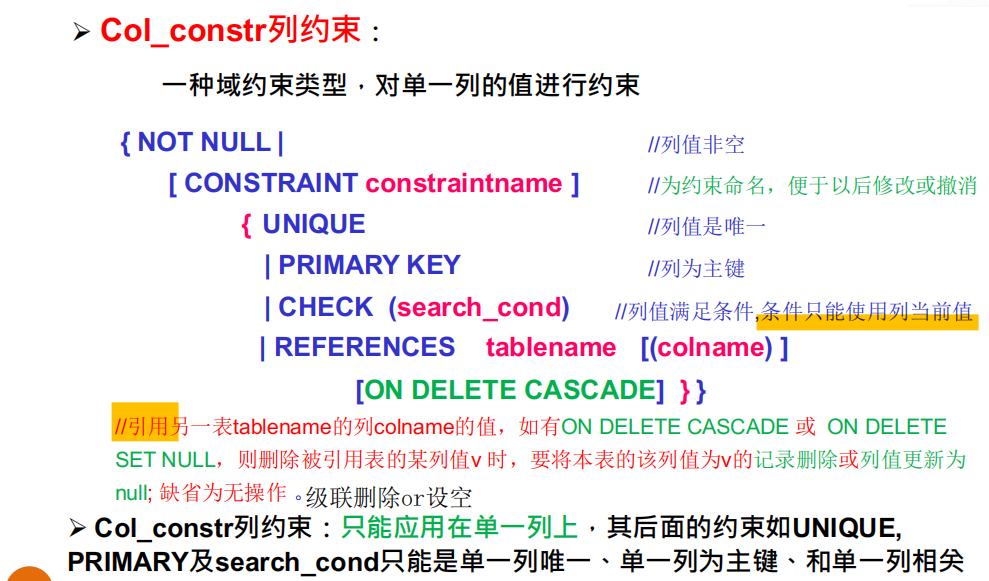 ➢ Col_constr列约束：
一种域约束类型，对单一列的值进行约束
{ NOT NULL | //列值非空
[ CONSTRAINT constraintname ] //为约束命名，便于以后修改或撤消
{ UNIQUE //列值是唯一
| PRIMARY KEY //列为主键
| CHECK (search_cond) //列值满足条件,条件只能使用列当前值
| REFERENCES tablename [(colname) ]
[ON DELETE CASCADE] } }
//引用另一表tablename的列colname的值，如有ON DELETE CASCADE 或 ON DELETE
SET NULL，则删除被引用表的某列值v 时，要将本表的该列值为v的记录删除或列值更新为
null; 缺省为无操作。级联删除or设空
➢ Col_constr列约束：只能应用在单一列上，其后面的约束如UNIQUE,
PRIMARY及search_cond只能是单一列唯一、单一列为主键、和单一列相关